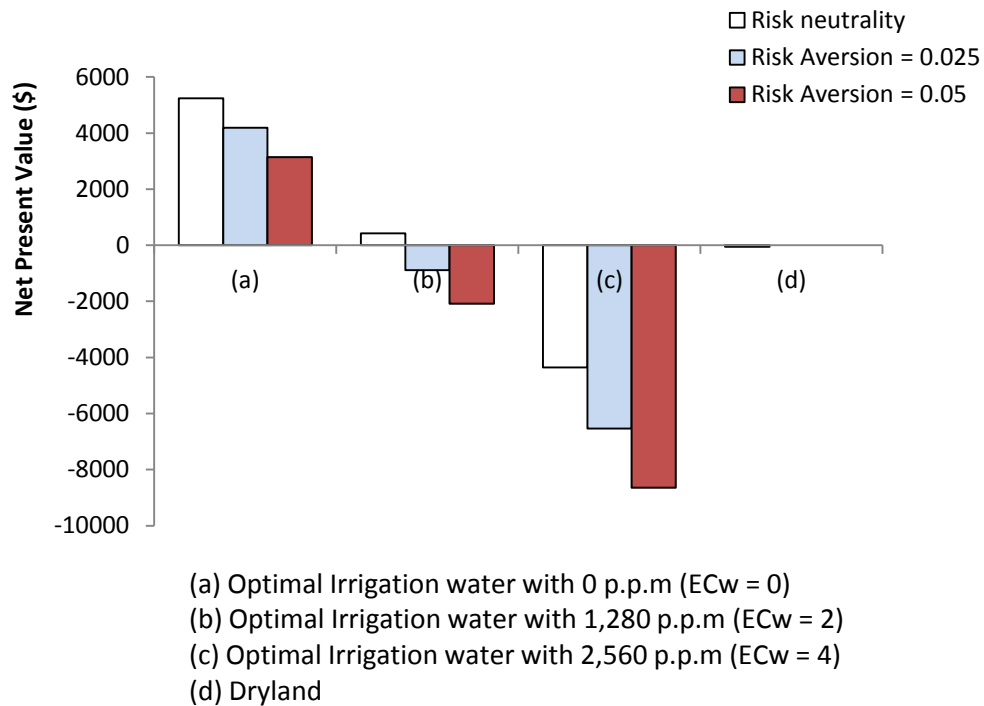 Risk neutrality
Risk Aversion = 0.025
Risk Aversion = 0.05
Net Present Value ($)
6000
4000
2000
0
-2000
-4000
-6000
-8000
-10000
(a)
(b)
(c)
(d)
(a) Optimal Irrigation water with 0 p.p.m (ECw = 0)
(b) Optimal Irrigation water with 1,280 p.p.m (ECw = 2)
(c) Optimal Irrigation water with 2,560 p.p.m (ECw = 4)
(d) Dryland